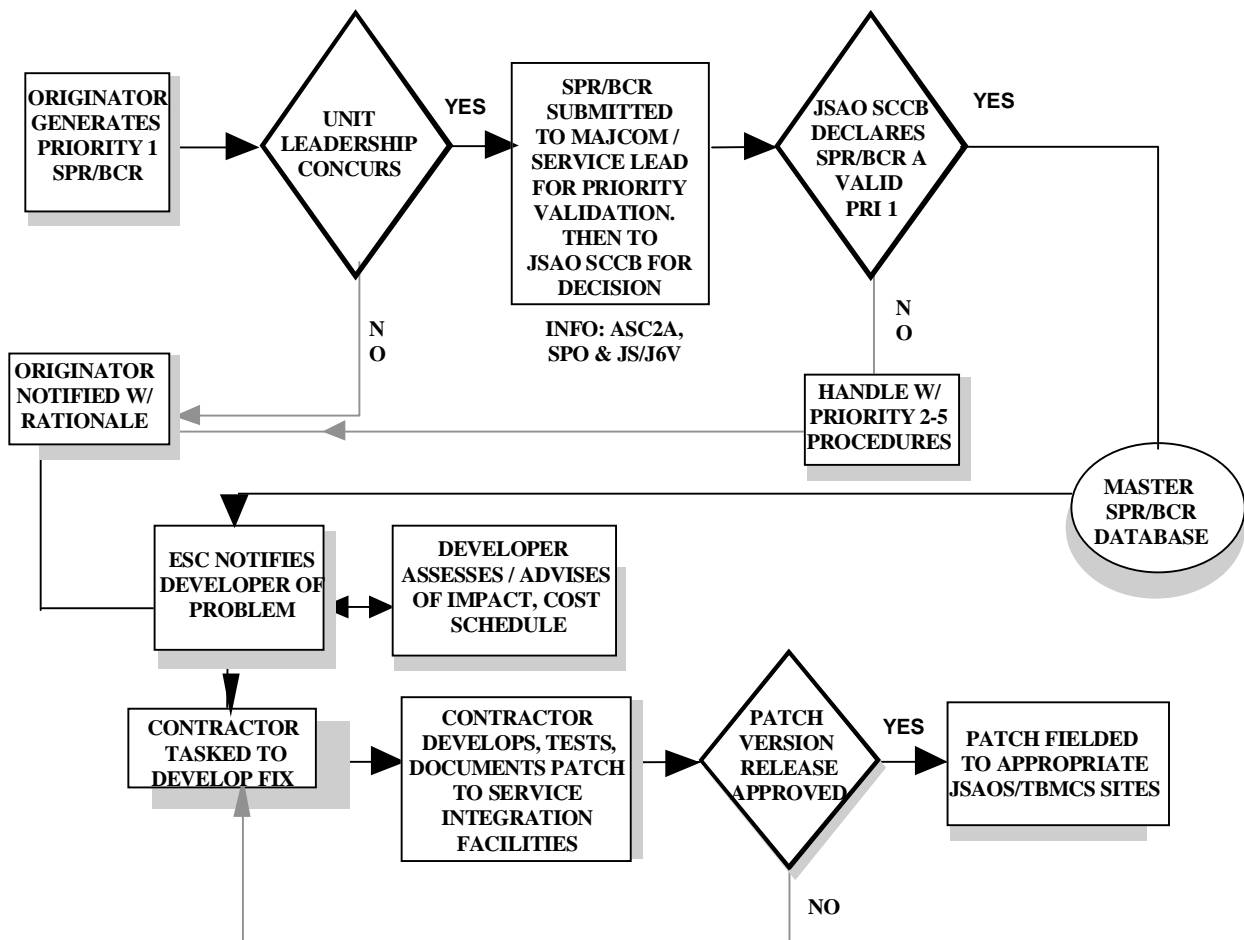 ORIGINATOR
GENERATES
PRIORITY 1
SPR/BCR
UNIT
LEADERSHIP
CONCURS
YES
SPR/BCR
SUBMITTED
TO MAJCOM /
SERVICE LEAD
FOR PRIORITY
VALIDATION.
THEN TO
JSAO SCCB FOR
DECISION
INFO: ASC2A,
SPO & JS/J6V
JSAO SCCB
DECLARES
SPR/BCR A
VALID
PRI 1
YES
N
O
N
O
ORIGINATOR
NOTIFIED W/
RATIONALE
HANDLE W/
PRIORITY 2-5
PROCEDURES
MASTER
SPR/BCR
DATABASE
ESC NOTIFIES
DEVELOPER OF
PROBLEM
DEVELOPER
ASSESSES / ADVISES
OF IMPACT, COST
SCHEDULE
CONTRACTOR
TASKED TO
DEVELOP FIX
CONTRACTOR
DEVELOPS, TESTS,
DOCUMENTS PATCH
TO SERVICE
INTEGRATION
FACILITIES
PATCH
VERSION
RELEASE
APPROVED
YES
PATCH FIELDED
TO APPROPRIATE
JSAOS/TBMCS SITES
NO